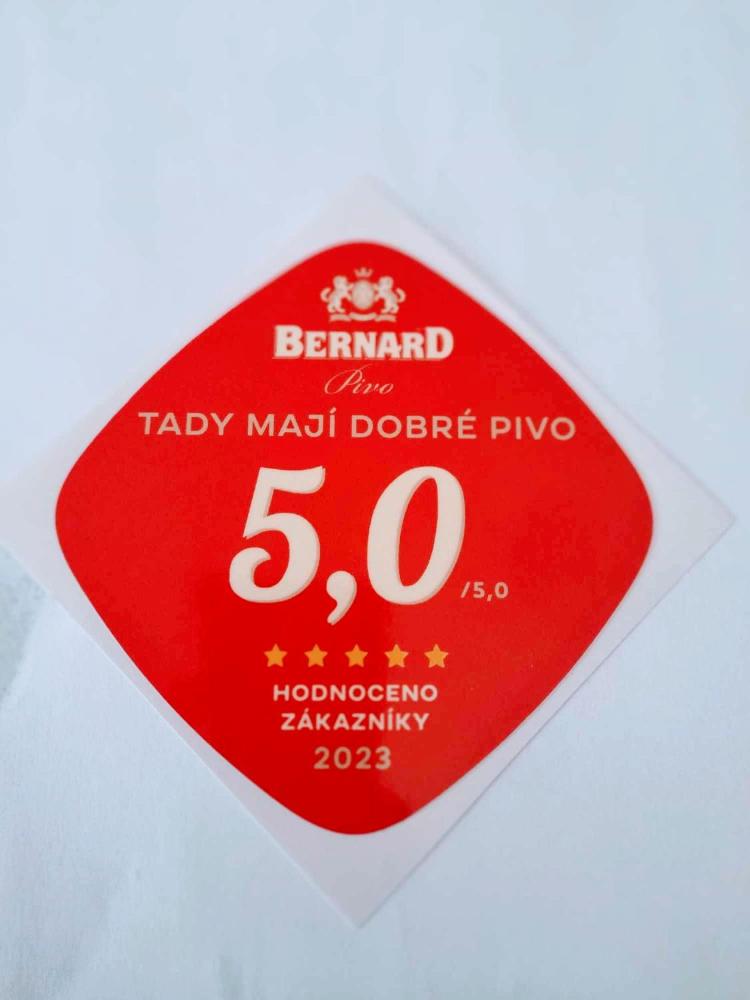 BERNARD
Pivo
TADY MAJÍ DOBRÉ PIVO
5,0 /5,0
HODNOCENO
ZÁKAZNÍKY
2023